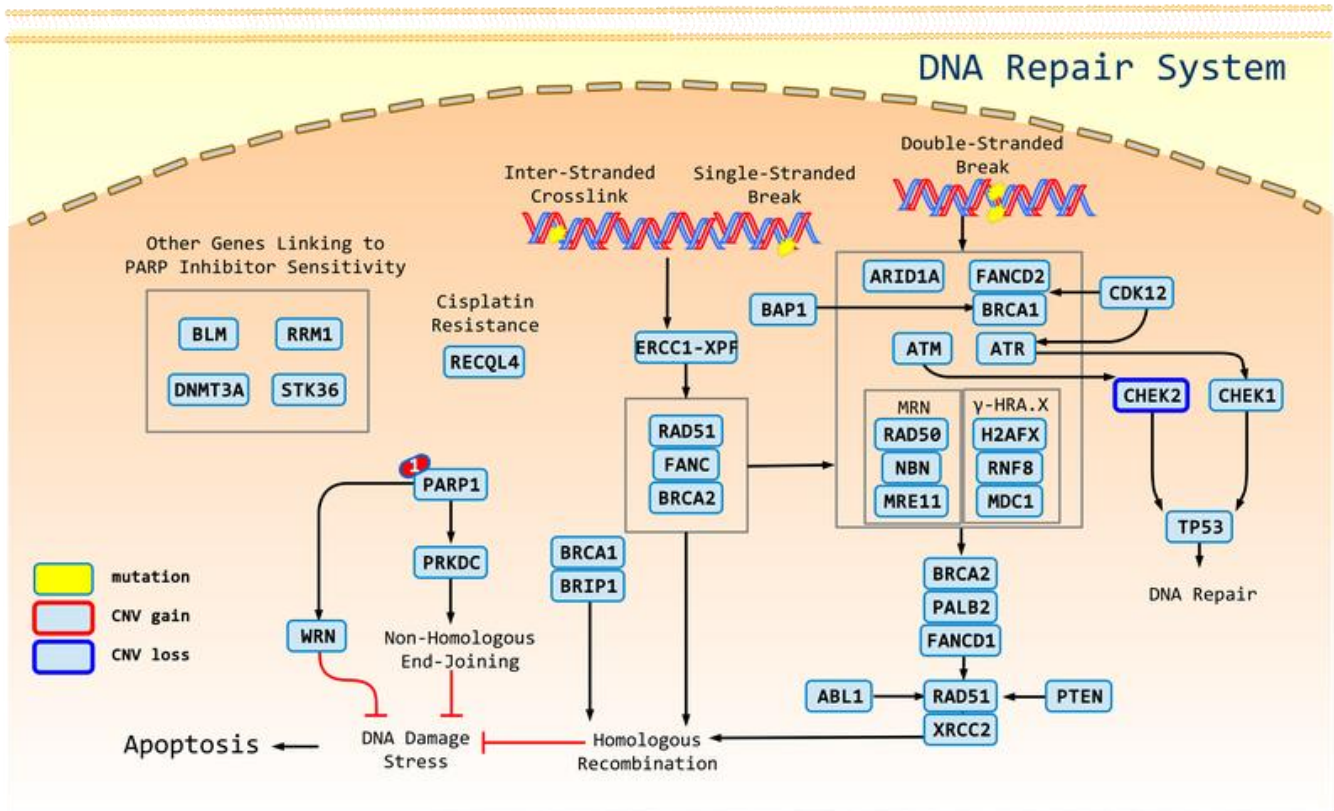 DNA Repair System
Double-Stranded
Break
Inter-Stranded
Crosslink
Single-Stranded
Break
Other Genes Linking to
PARP Inhibitor Sensitivity
BLM
RRM1
DNMT3A
STK36
Cisplatin
Resistance
RECQL4
ERCC1-XPF
RAD51
FANC
BRCA2
BAP1
ARID1A
FANCD2
BRCA1
CDK12
ATM
ATR
CHEK2
CHEK1
MRN
RAD50
NBN
MRE11
γ-HRA.X
H2AFX
RNF8
MDC1
TP53
DNA Repair
1
PARP1
PRKDC
WRN
Non-Homologous
End-Joining
BRCA1
BRIP1
BRCA2
PALB2
FANCD1
ABL1
RAD51
PTEN
XRCC2
mutation
CNV gain
CNV loss
Apoptosis
DNA Damage
Stress
Homologous
Recombination